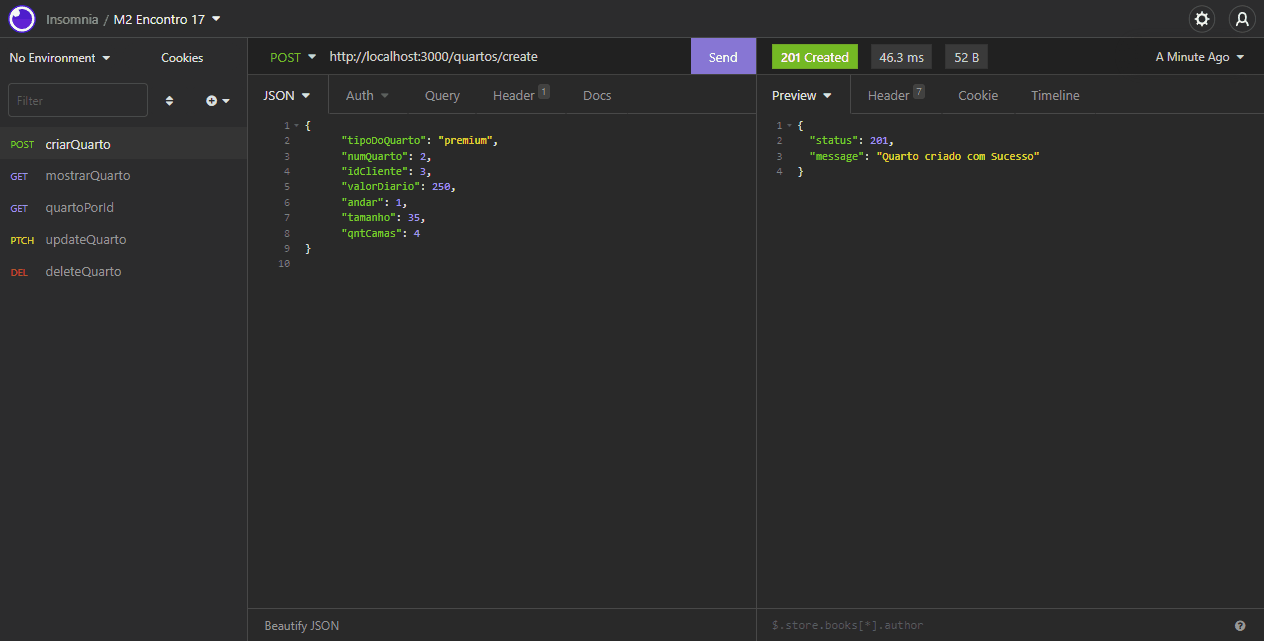 Insomnia / M2 Encontro 17
No Environment
Cookies
POST http://localhost:3000/quartos/create
Send
201 Created
46.3 ms
52 B
A Minute Ago
Filter
JSON
Auth
Query
Header 1
Docs
Preview
Header 7
Cookie
Timeline
POST criarQuarto
GET mostrarQuarto
GET quartoPorId
PTCH updateQuarto
DEL deleteQuarto
1 {
2 "tipoDoQuarto": "premium",
3 "numQuarto": 2,
4 "idCliente": 3,
5 "valorDiario": 250,
6 "andar": 1,
7 "tamanho": 35,
8 "qntCamas": 4
9 }
10
1 {
2 "status": 201,
3 "message": "Quarto criado com Sucesso"
4 }
Beautify JSON
$.store.books[*].author
?